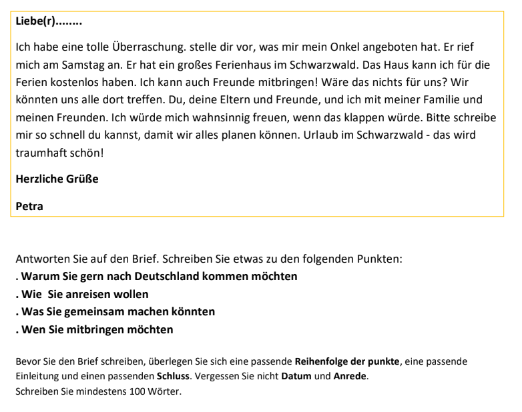 Liebe(r)........
Ich habe eine tolle Überraschung. stelle dir vor, was mir mein Onkel angeboten hat. Er rief
mich am Samstag an. Er hat ein großes Ferienhaus im Schwarzwald. Das Haus kann ich für die
Ferien kostenlos haben. Ich kann auch Freunde mitbringen! Wäre das nichts für uns? Wir
könnten uns alle dort treffen. Du, deine Eltern und Freunde, und ich mit meiner Familie und
meinen Freunden. Ich würde mich wahnsinnig freuen, wenn das klappen würde. Bitte schreibe
mir so schnell du kannst, damit wir alles planen können. Urlaub im Schwarzwald - das wird
traumhaft schön!
Herzliche Grüße
Petra
Antworten Sie auf den Brief. Schreiben Sie etwas zu den folgenden Punkten:
. Warum Sie gern nach Deutschland kommen möchten
. Wie Sie anreisen wollen
. Was Sie gemeinsam machen könnten
. Wen Sie mitbringen möchten
Bevor Sie den Brief schreiben, überlegen Sie sich eine passende Reihenfolge der punkte, eine passende
Einleitung und einen passenden Schluss. Vergessen Sie nicht Datum und Anrede.
Schreiben Sie mindestens 100 Wörter.